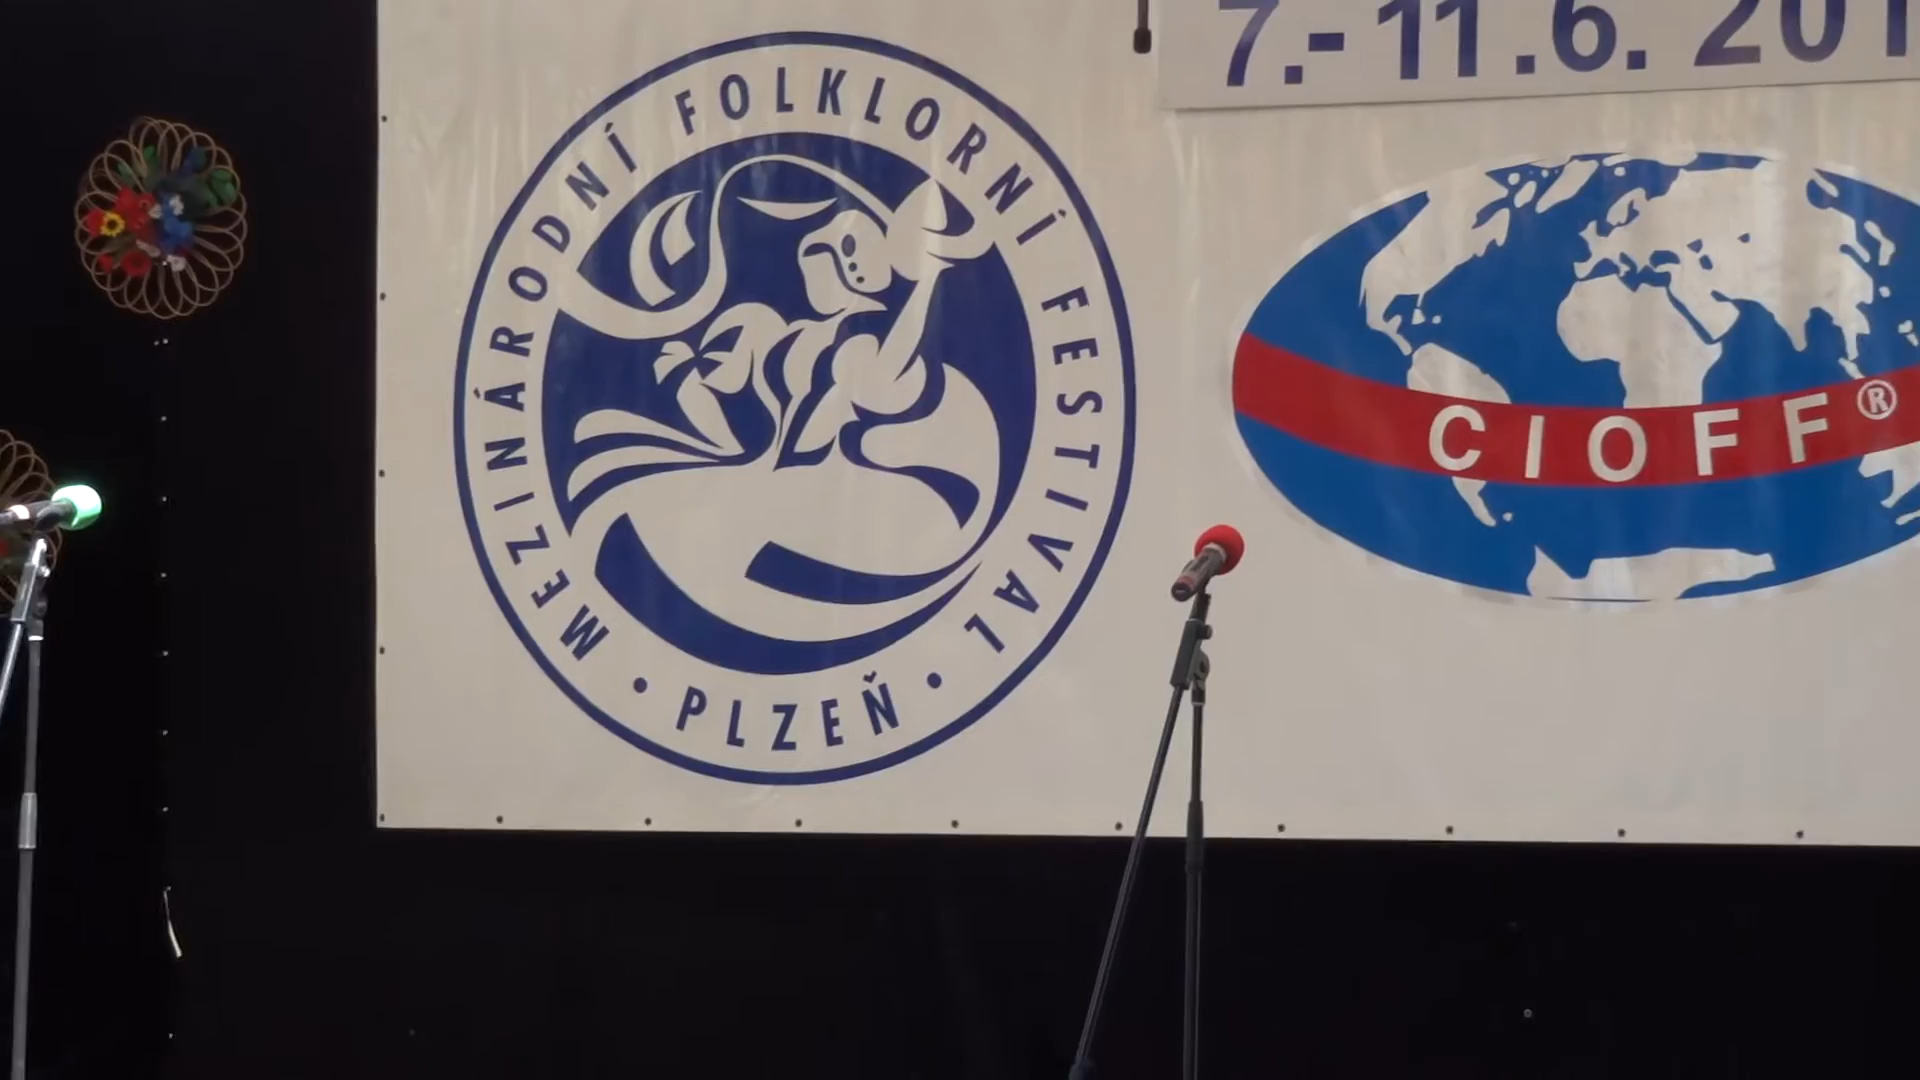 7.-11.6. 201
MEZINÁRODNÍ FOLKLORNÍ FESTIVAL
• PLZEŇ •
CIOFF®